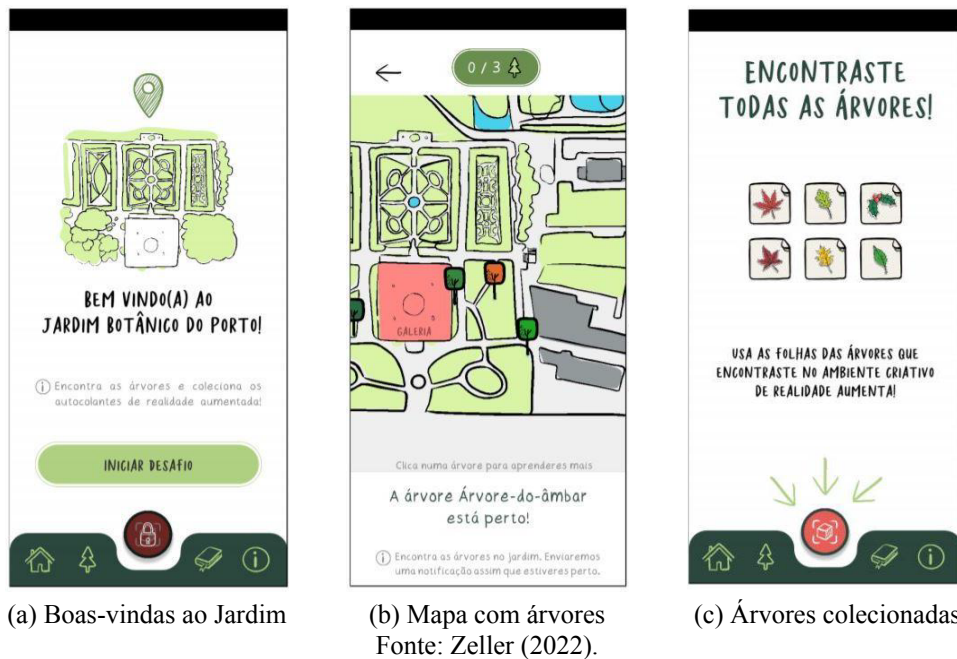 BEM VINDO(A) AO
JARDIM BOTÂNICO DO PORTO!
Encontra as árvores e coleciona os
autocolantes de realidade aumentada!
INICIAR DESAFIO
(a) Boas-vindas ao Jardim
0 / 3
GALERIA
Clica numa árvore para aprenderes mais
A árvore Árvore-do-âmbar
está perto!
Encontra as árvores no jardim. Enviaremos
uma notificação assim que estiveres perto.
(b) Mapa com árvores
Fonte: Zeller (2022).
ENCONTRASTE
TODAS AS ÁRVORES!
USA AS FOLHAS DAS ÁRVORES QUE
ENCONTRASTE NO AMBIENTE CRIATIVO
DE REALIDADE AUMENTA!
(c) Árvores colecionadas